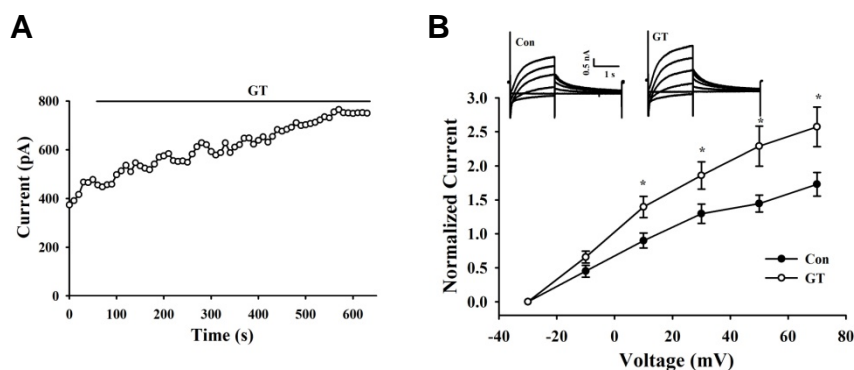 A
GT
800
600
400
200
0
Current (pA)
0 100 200 300 400 500 600
Time (s)
B
Con
0.5 nA
1 s
GT
3.0
2.5
2.0
1.5
1.0
0.5
0.0
Normalized Current
* * * *
Con
GT
-40 -20 0 20 40 60 80
Voltage (mV)